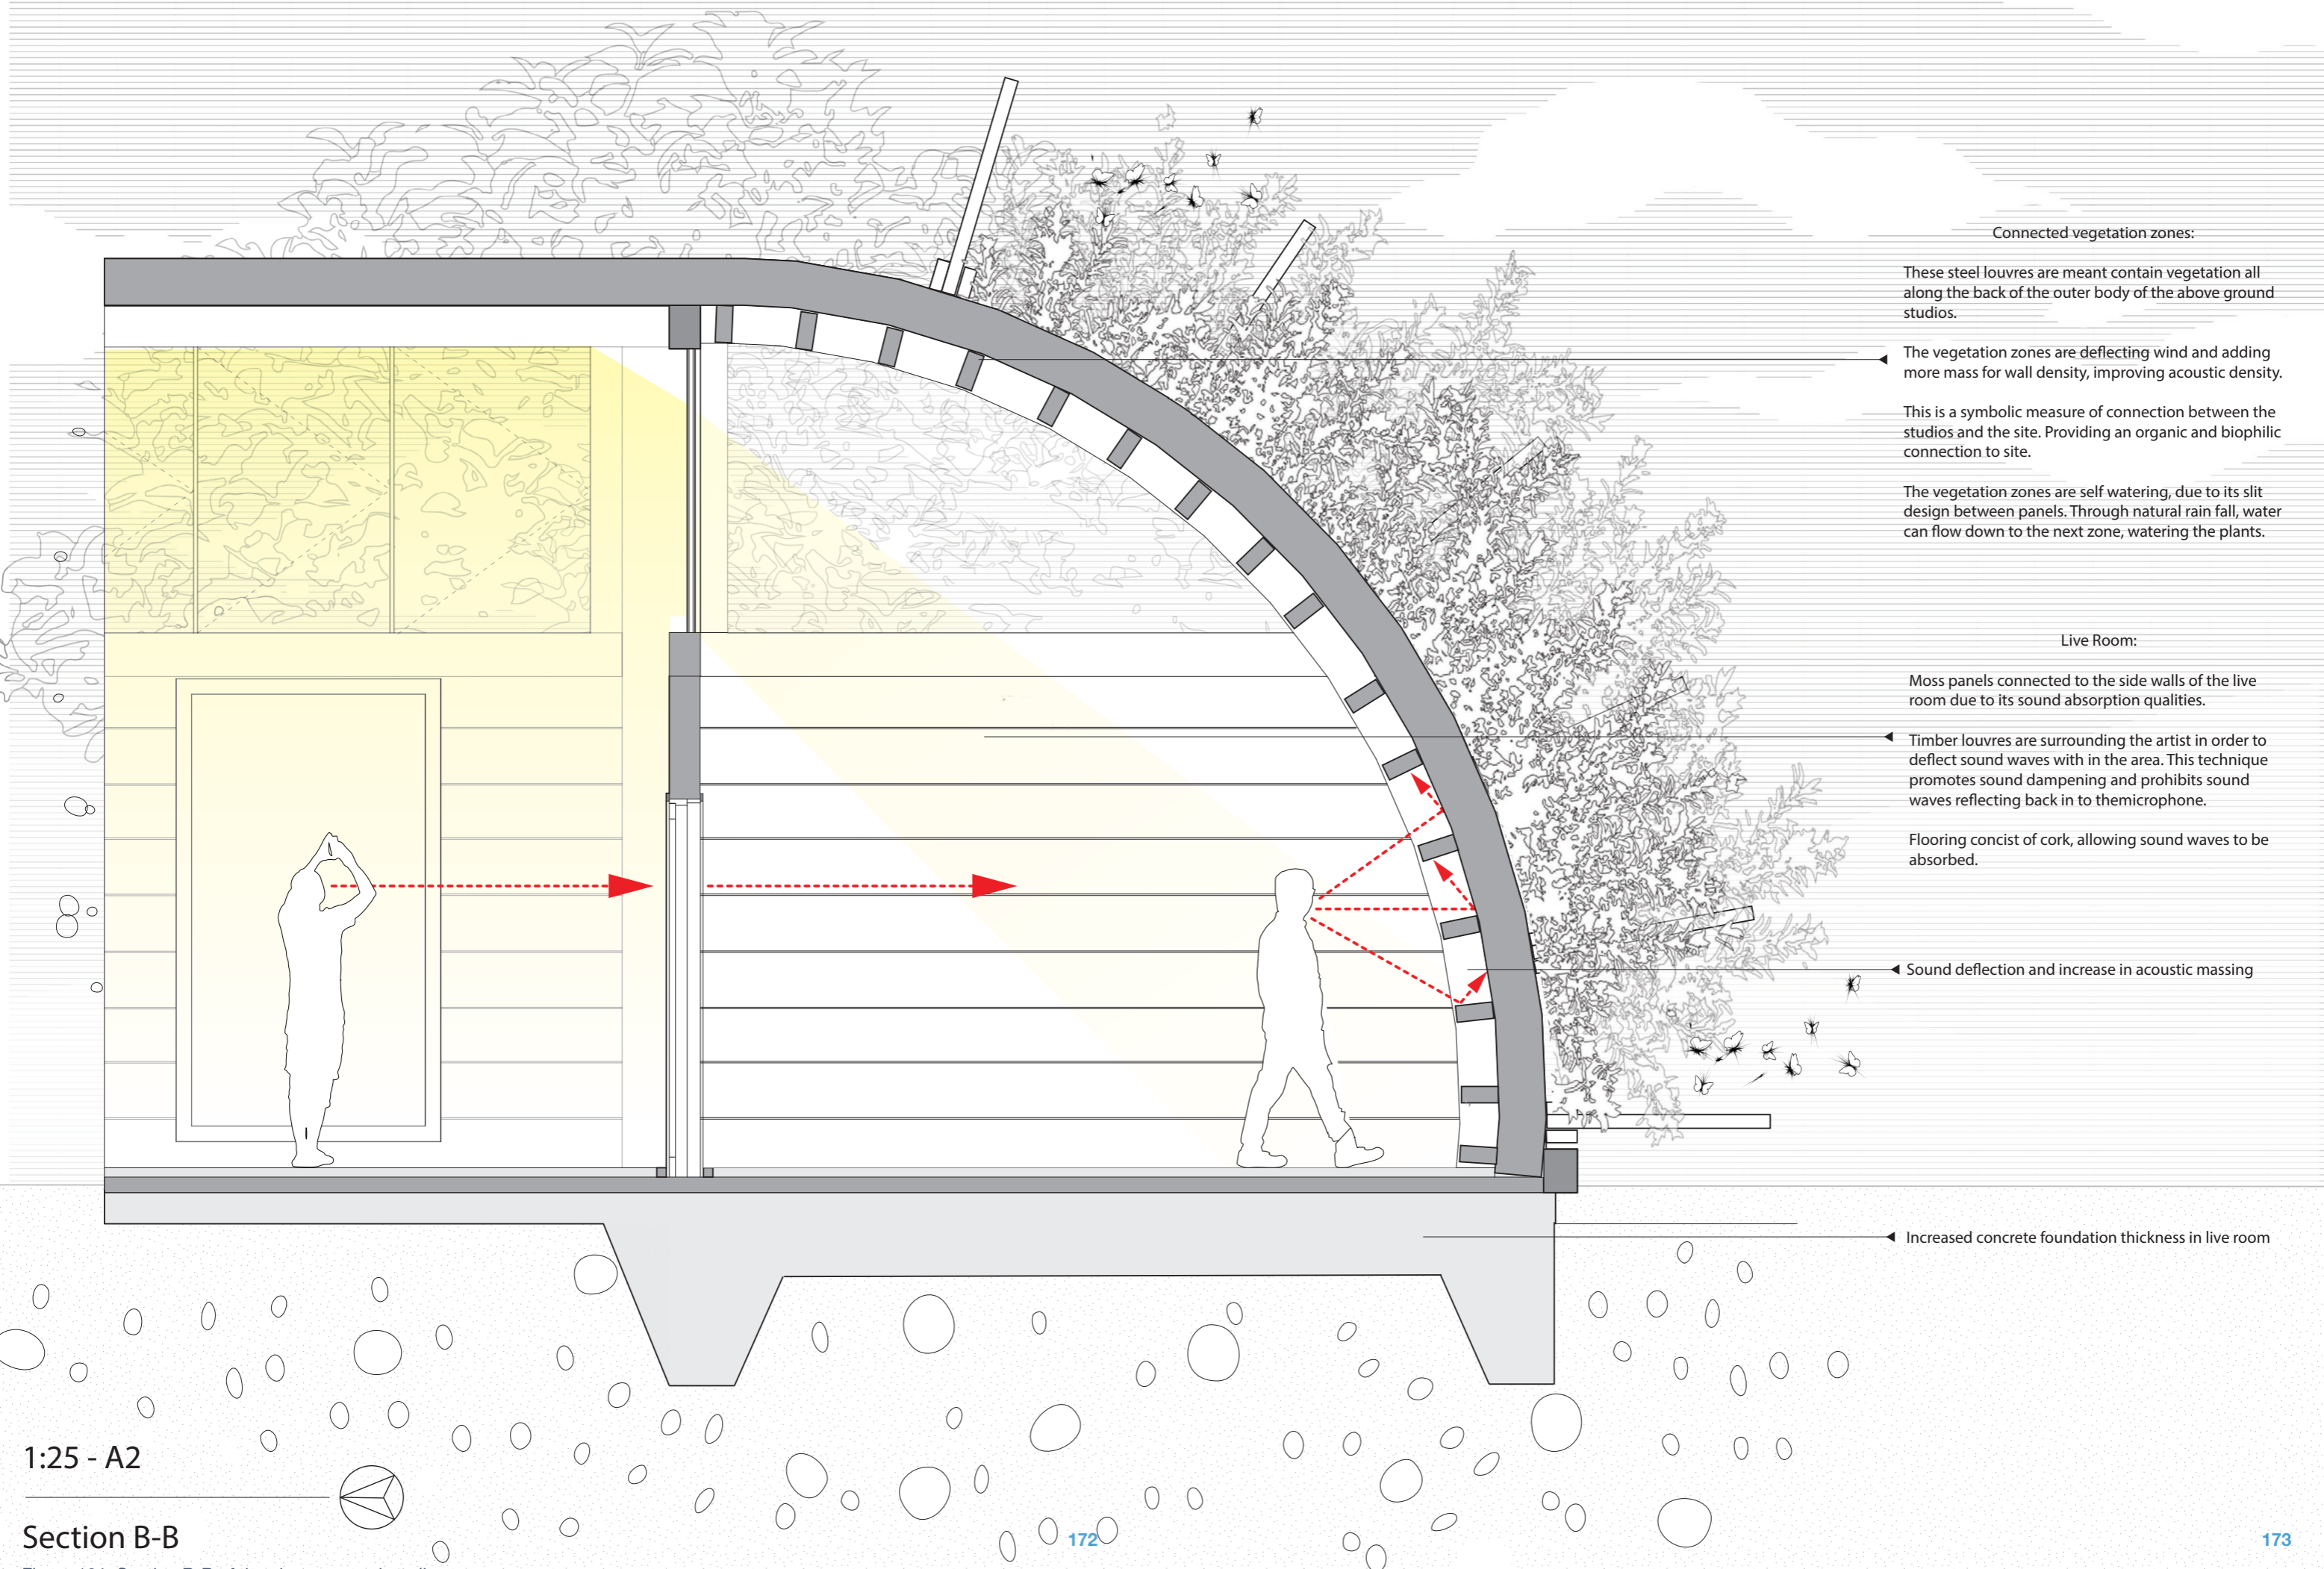 Connected vegetation zones:
These steel louvres are meant contain vegetation all
along the back of the outer body of the above ground
studios.
The vegetation zones are deflecting wind and adding
more mass for wall density, improving acoustic density.
This is a symbolic measure of connection between the
studios and the site. Providing an organic and biophilic
connection to site.
The vegetation zones are self watering, due to its slit
design between panels. Through natural rain fall, water
can flow down to the next zone, watering the plants.
Live Room:
Moss panels connected to the side walls of the live
room due to its sound absorption qualities.
Timber louvres are surrounding the artist in order to
deflect sound waves with in the area. This technique
promotes sound dampening and prohibits sound
waves reflecting back in to themicrophone.
Flooring concist of cork, allowing sound waves to be
absorbed.
Sound deflection and increase in acoustic massing
Increased concrete foundation thickness in live room
1:25 - A2
Section B-B
172
173